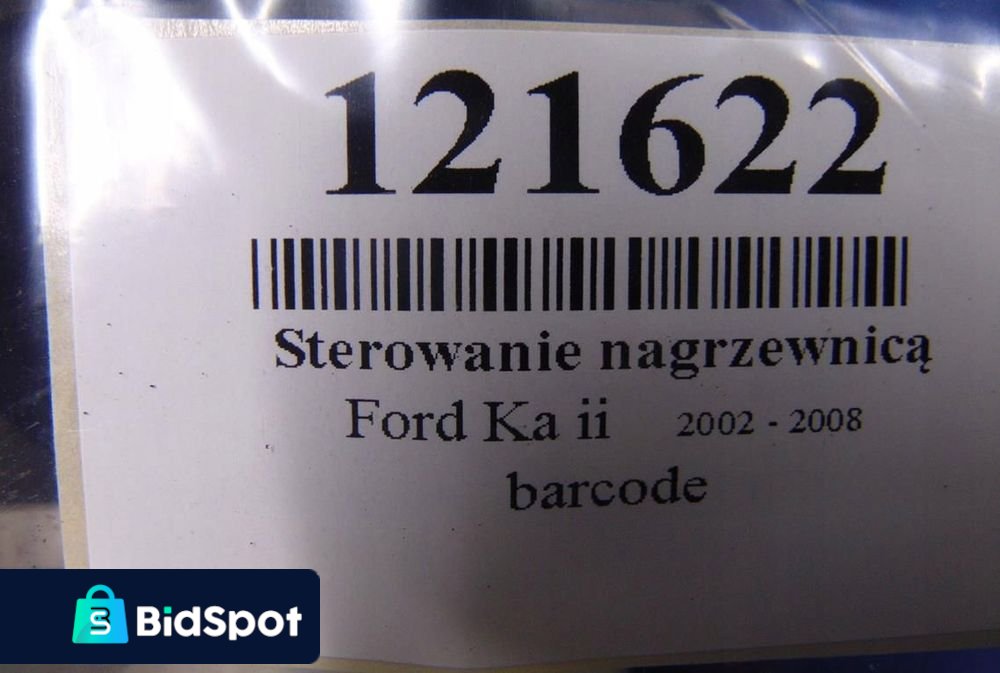 121622
Sterowanie nagrzewnicą
Ford Ka ii 2002 - 2008
barcode
BidSpot